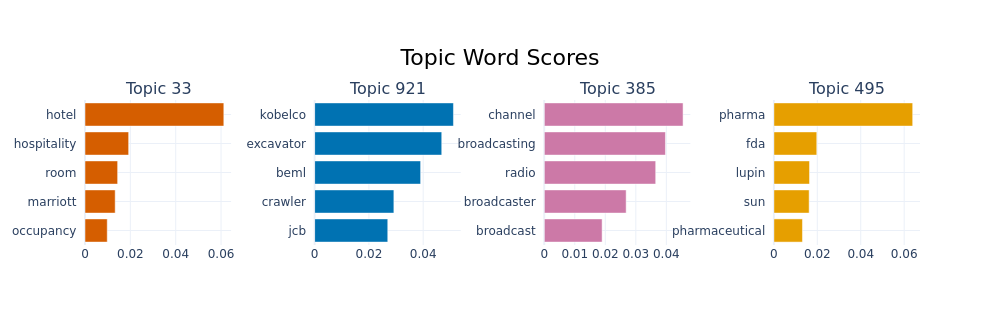 Topic Word Scores
Topic 33
hotel
hospitality
room
marriott
occupancy
0 0.02 0.04 0.06
Topic 921
kobelco
excavator
beml
crawler
jcb
0 0.02 0.04
Topic 385
channel
broadcasting
radio
broadcaster
broadcast
0 0.01 0.02 0.03 0.04
Topic 495
pharma
fda
lupin
sun
pharmaceutical
0 0.02 0.04 0.06